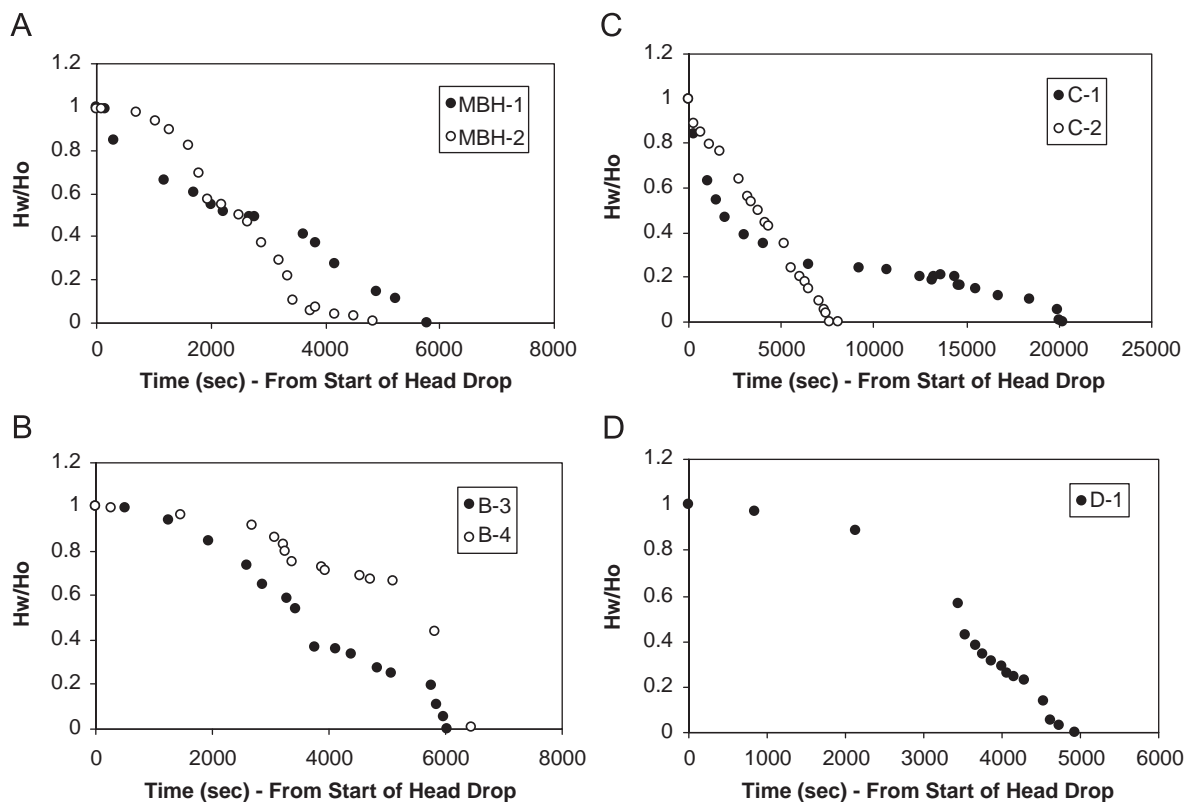 A
1.2
1
0.8
0.6
0.4
0.2
0
Hw/Ho
MBH-1
MBH-2
0 2000 4000 6000 8000
Time (sec) - From Start of Head Drop
B
1.2
1
0.8
0.6
0.4
0.2
0
Hw/Ho
B-3
B-4
0 2000 4000 6000 8000
Time (sec) - From Start of Head Drop
C
1.2
1
0.8
0.6
0.4
0.2
0
Hw/Ho
C-1
C-2
0 5000 10000 15000 20000 25000
Time (sec) - From Start of Head Drop
D
1.2
1
0.8
0.6
0.4
0.2
0
Hw/Ho
D-1
0 1000 2000 3000 4000 5000 6000
Time (sec) - From Start of Head Drop